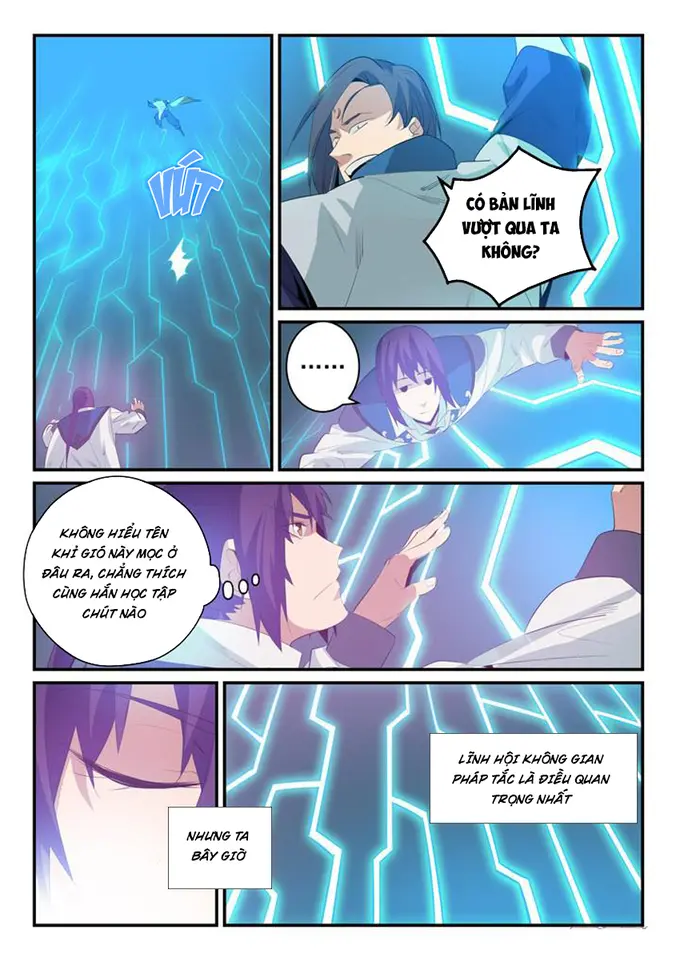 VÚT
CÓ BẢN LĨNH
VƯỢT QUA TA
KHÔNG?
......
KHÔNG HIỂU TÊN
KHỈ GIÓ NÀY MỌC Ở
ĐÂU RA, CHẲNG THÍCH
CÙNG HẮN HỌC TẬP
CHÚT NÀO
NHƯNG TA
BÂY GIỜ
LĨNH HỘI KHÔNG GIAN
PHÁP TẮC LÀ ĐIỀU QUAN
TRỌNG NHẤT